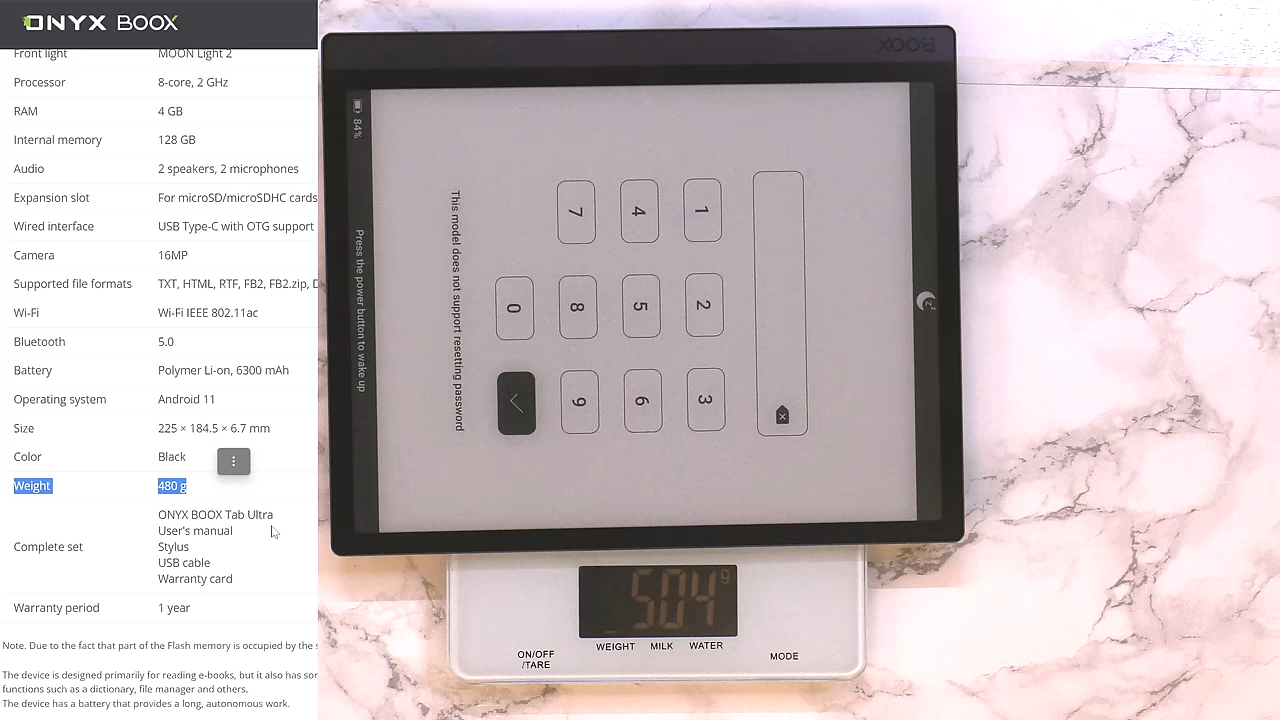 ONYX BOOX
Front light MOON Light 2
Processor 8-core, 2 GHz
RAM 4 GB
Internal memory 128 GB
Audio 2 speakers, 2 microphones
Expansion slot For microSD/microSDHC cards
Wired interface USB Type-C with OTG support
Camera 16MP
Supported file formats TXT, HTML, RTF, FB2, FB2.zip, D
Wi-Fi Wi-Fi IEEE 802.11ac
Bluetooth 5.0
Battery Polymer Li-on, 6300 mAh
Operating system Android 11
Size 225 × 184.5 × 6.7 mm
Color Black
Weight 480 g
Complete set ONYX BOOX Tab Ultra
User's manual
Stylus
USB cable
Warranty card
Warranty period 1 year
Note. Due to the fact that part of the Flash memory is occupied by the s
The device is designed primarily for reading e-books, but it also has sor
functions such as a dictionary, file manager and others.
The device has a battery that provides a long autonomous work.
BOOX
zz
1 2 3
4 5 6
7 8 9
0
This model does not support resetting password
84%
Press the power button to wake up
504 g
WEIGHT MILK WATER
ON/OFF
/TARE
MODE